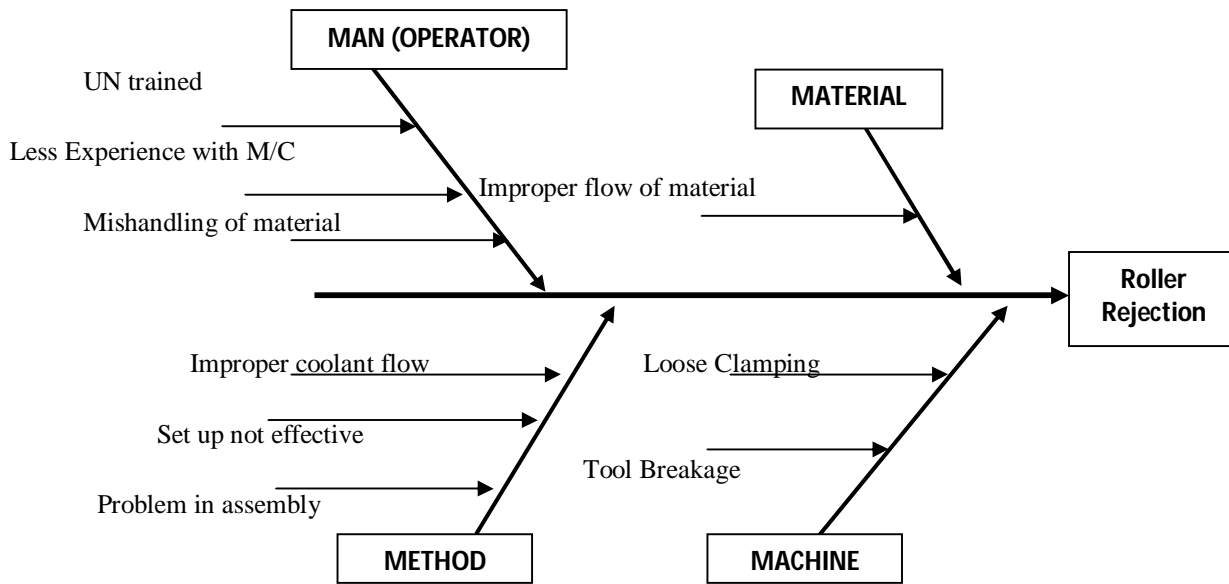 MAN (OPERATOR)
UN trained
MATERIAL
Less Experience with M/C
Improper flow of material
Mishandling of material
Roller
Rejection
Improper coolant flow
Loose Clamping
Set up not effective
Tool Breakage
Problem in assembly
METHOD
MACHINE